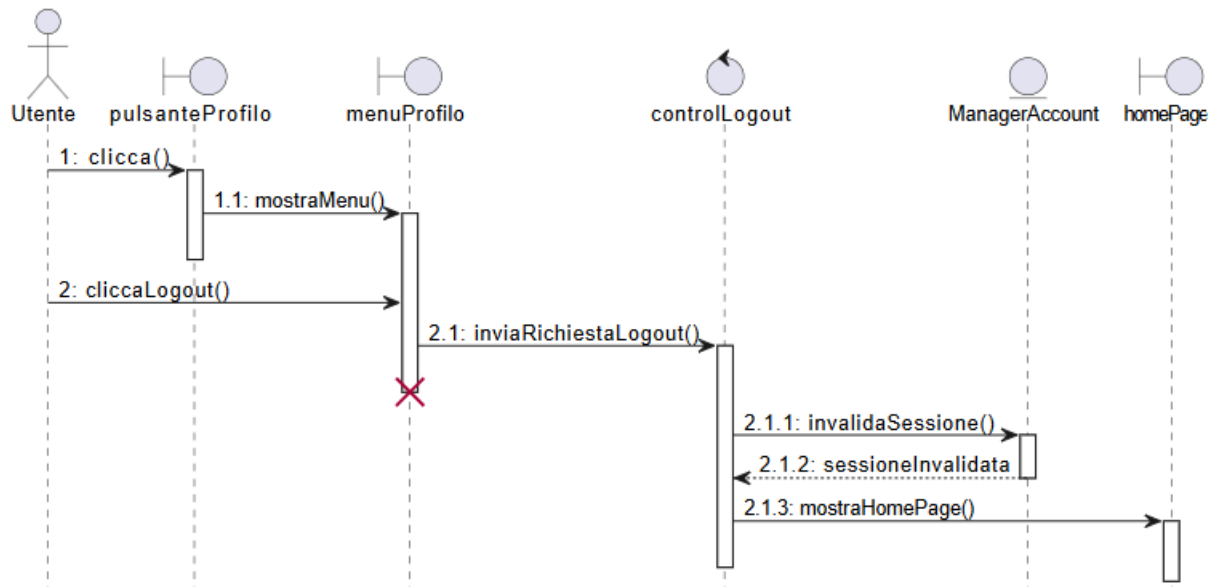 Utente
pulsanteProfilo
menuProfilo
controlLogout
ManagerAccount
homePage
1: clicca()
1.1: mostraMenu()
2: cliccaLogout()
2.1: inviaRichiestaLogout()
2.1.1: invalidaSessione()
2.1.2: sessioneInvalidata
2.1.3: mostraHomePage()